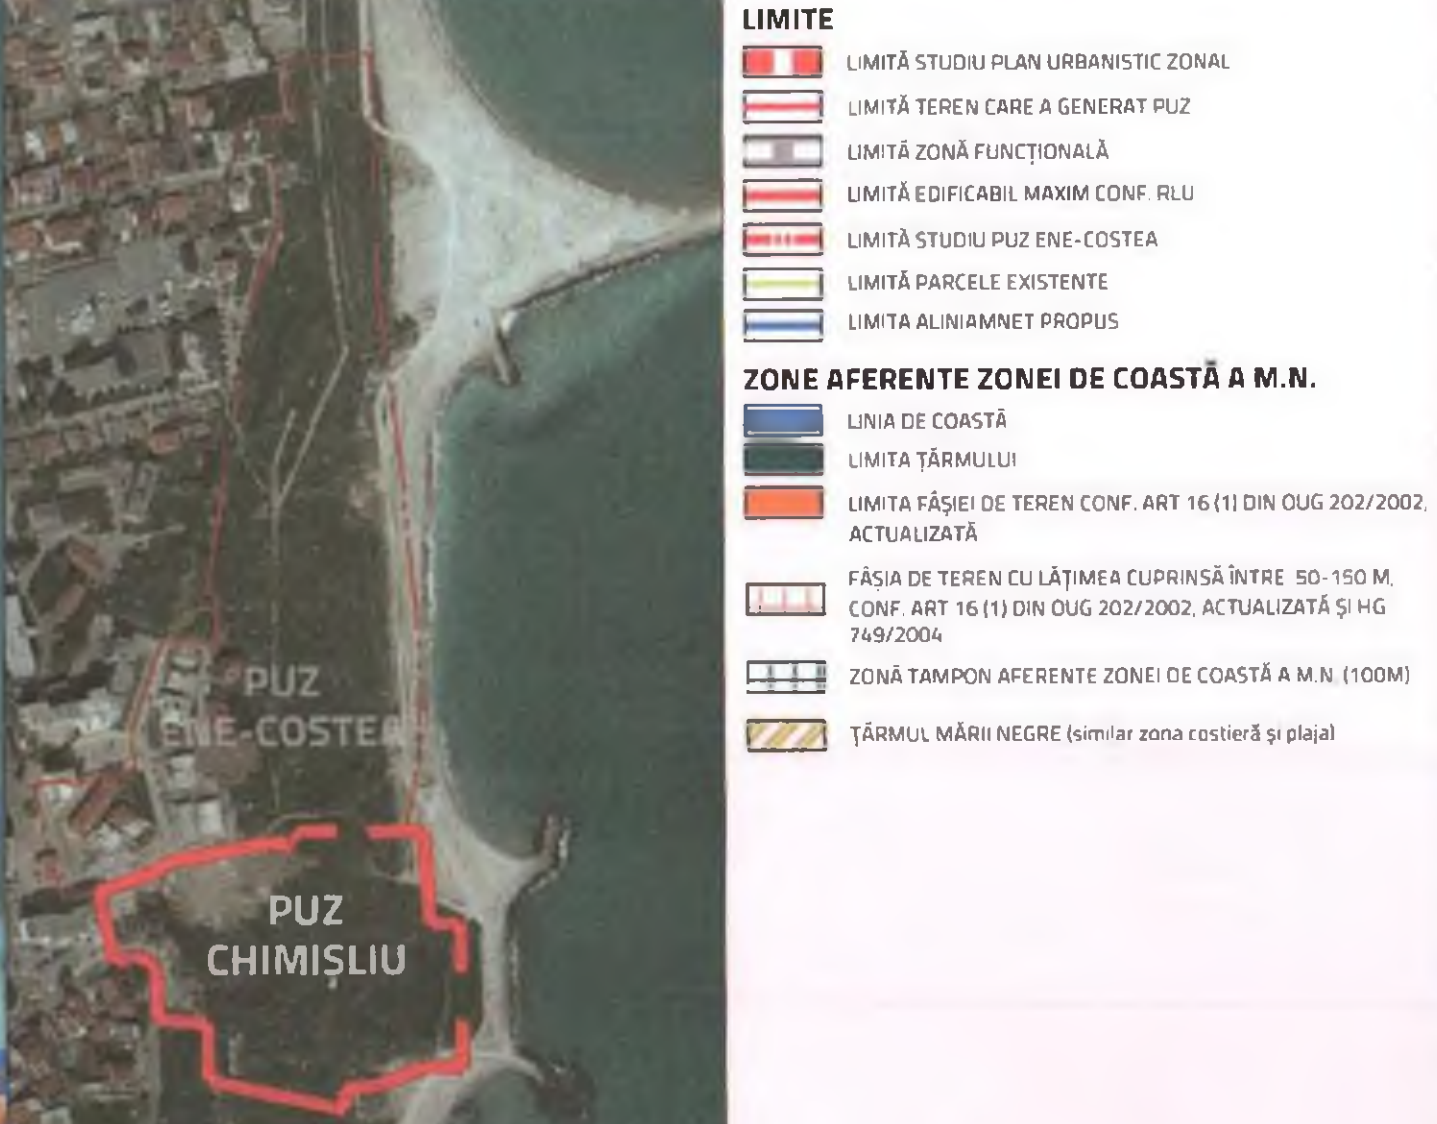 LIMITE
LIMITĂ STUDIU PLAN URBANISTIC ZONAL
LIMITĂ TEREN CARE A GENERAT PUZ
LIMITĂ ZONĂ FUNCȚIONALĂ
LIMITĂ EDIFICABIL MAXIM CONF. RLU
LIMITĂ STUDIU PUZ ENE-COSTEA
LIMITĂ PARCELE EXISTENTE
LIMITA ALINIAMNET PROPUS
ZONE AFERENTE ZONEI DE COASTĂ A M.N.
LINIA DE COASTĂ
LIMITA ȚĂRMULUI
LIMITA FÂȘIEI DE TEREN CONF. ART 16 (1) DIN OUG 202/2002,
ACTUALIZATĂ
FÂȘIA DE TEREN CU LĂȚIMEA CUPRINSĂ ÎNTRE 50-150 M,
CONF. ART 16 (1) DIN OUG 202/2002, ACTUALIZATĂ ȘI HG
749/2004
ZONĂ TAMPON AFERENTE ZONEI DE COASTĂ A M.N. (100M)
ȚĂRMUL MĂRII NEGRE (similar zona costieră și plaja)
PUZ
ENE-COSTEA
PUZ
CHIMIȘLIU